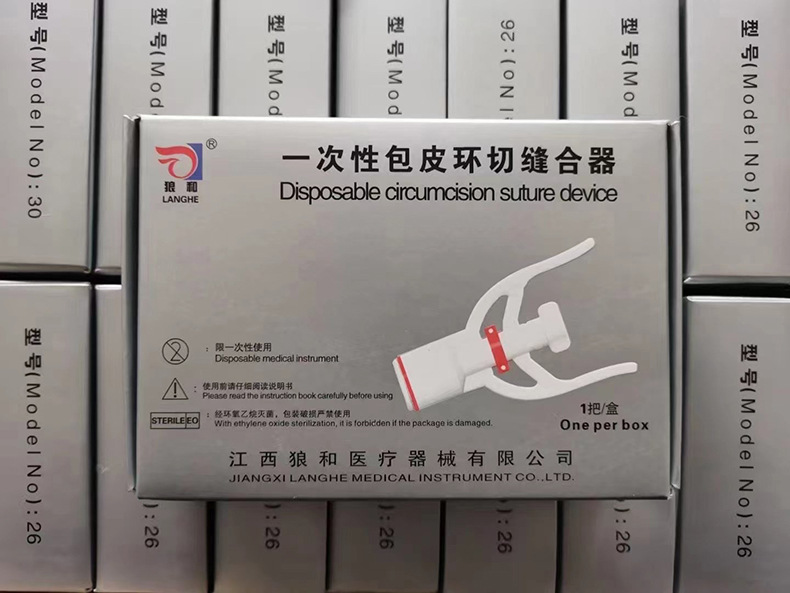 型号(Model No): 30
型号(Mod
型号(Mod
型号(Mod
): 26
型号(Mod
型号(Model No): 26
狼和
LANGHE
®
一次性包皮环切缝合器
Disposable circumcision suture device
②
：限一次性使用
Disposable medical instrument
：使用前请仔细阅读说明书
Please read the instruction book carefully before using
STERILE EO
：经环氧乙烷灭菌，包装破损严禁使用
With ethylene oxide sterilization, it is forbidden if the package is damaged.
1把/盒
One per box
江西狼和医疗器械有限公司
JIANGXI LANGHE MEDICAL INSTRUMENT CO.,LTD.
型号(Model No): 26
: 26
: 26
: 26
: 26
: 26
型号(Model No): 26